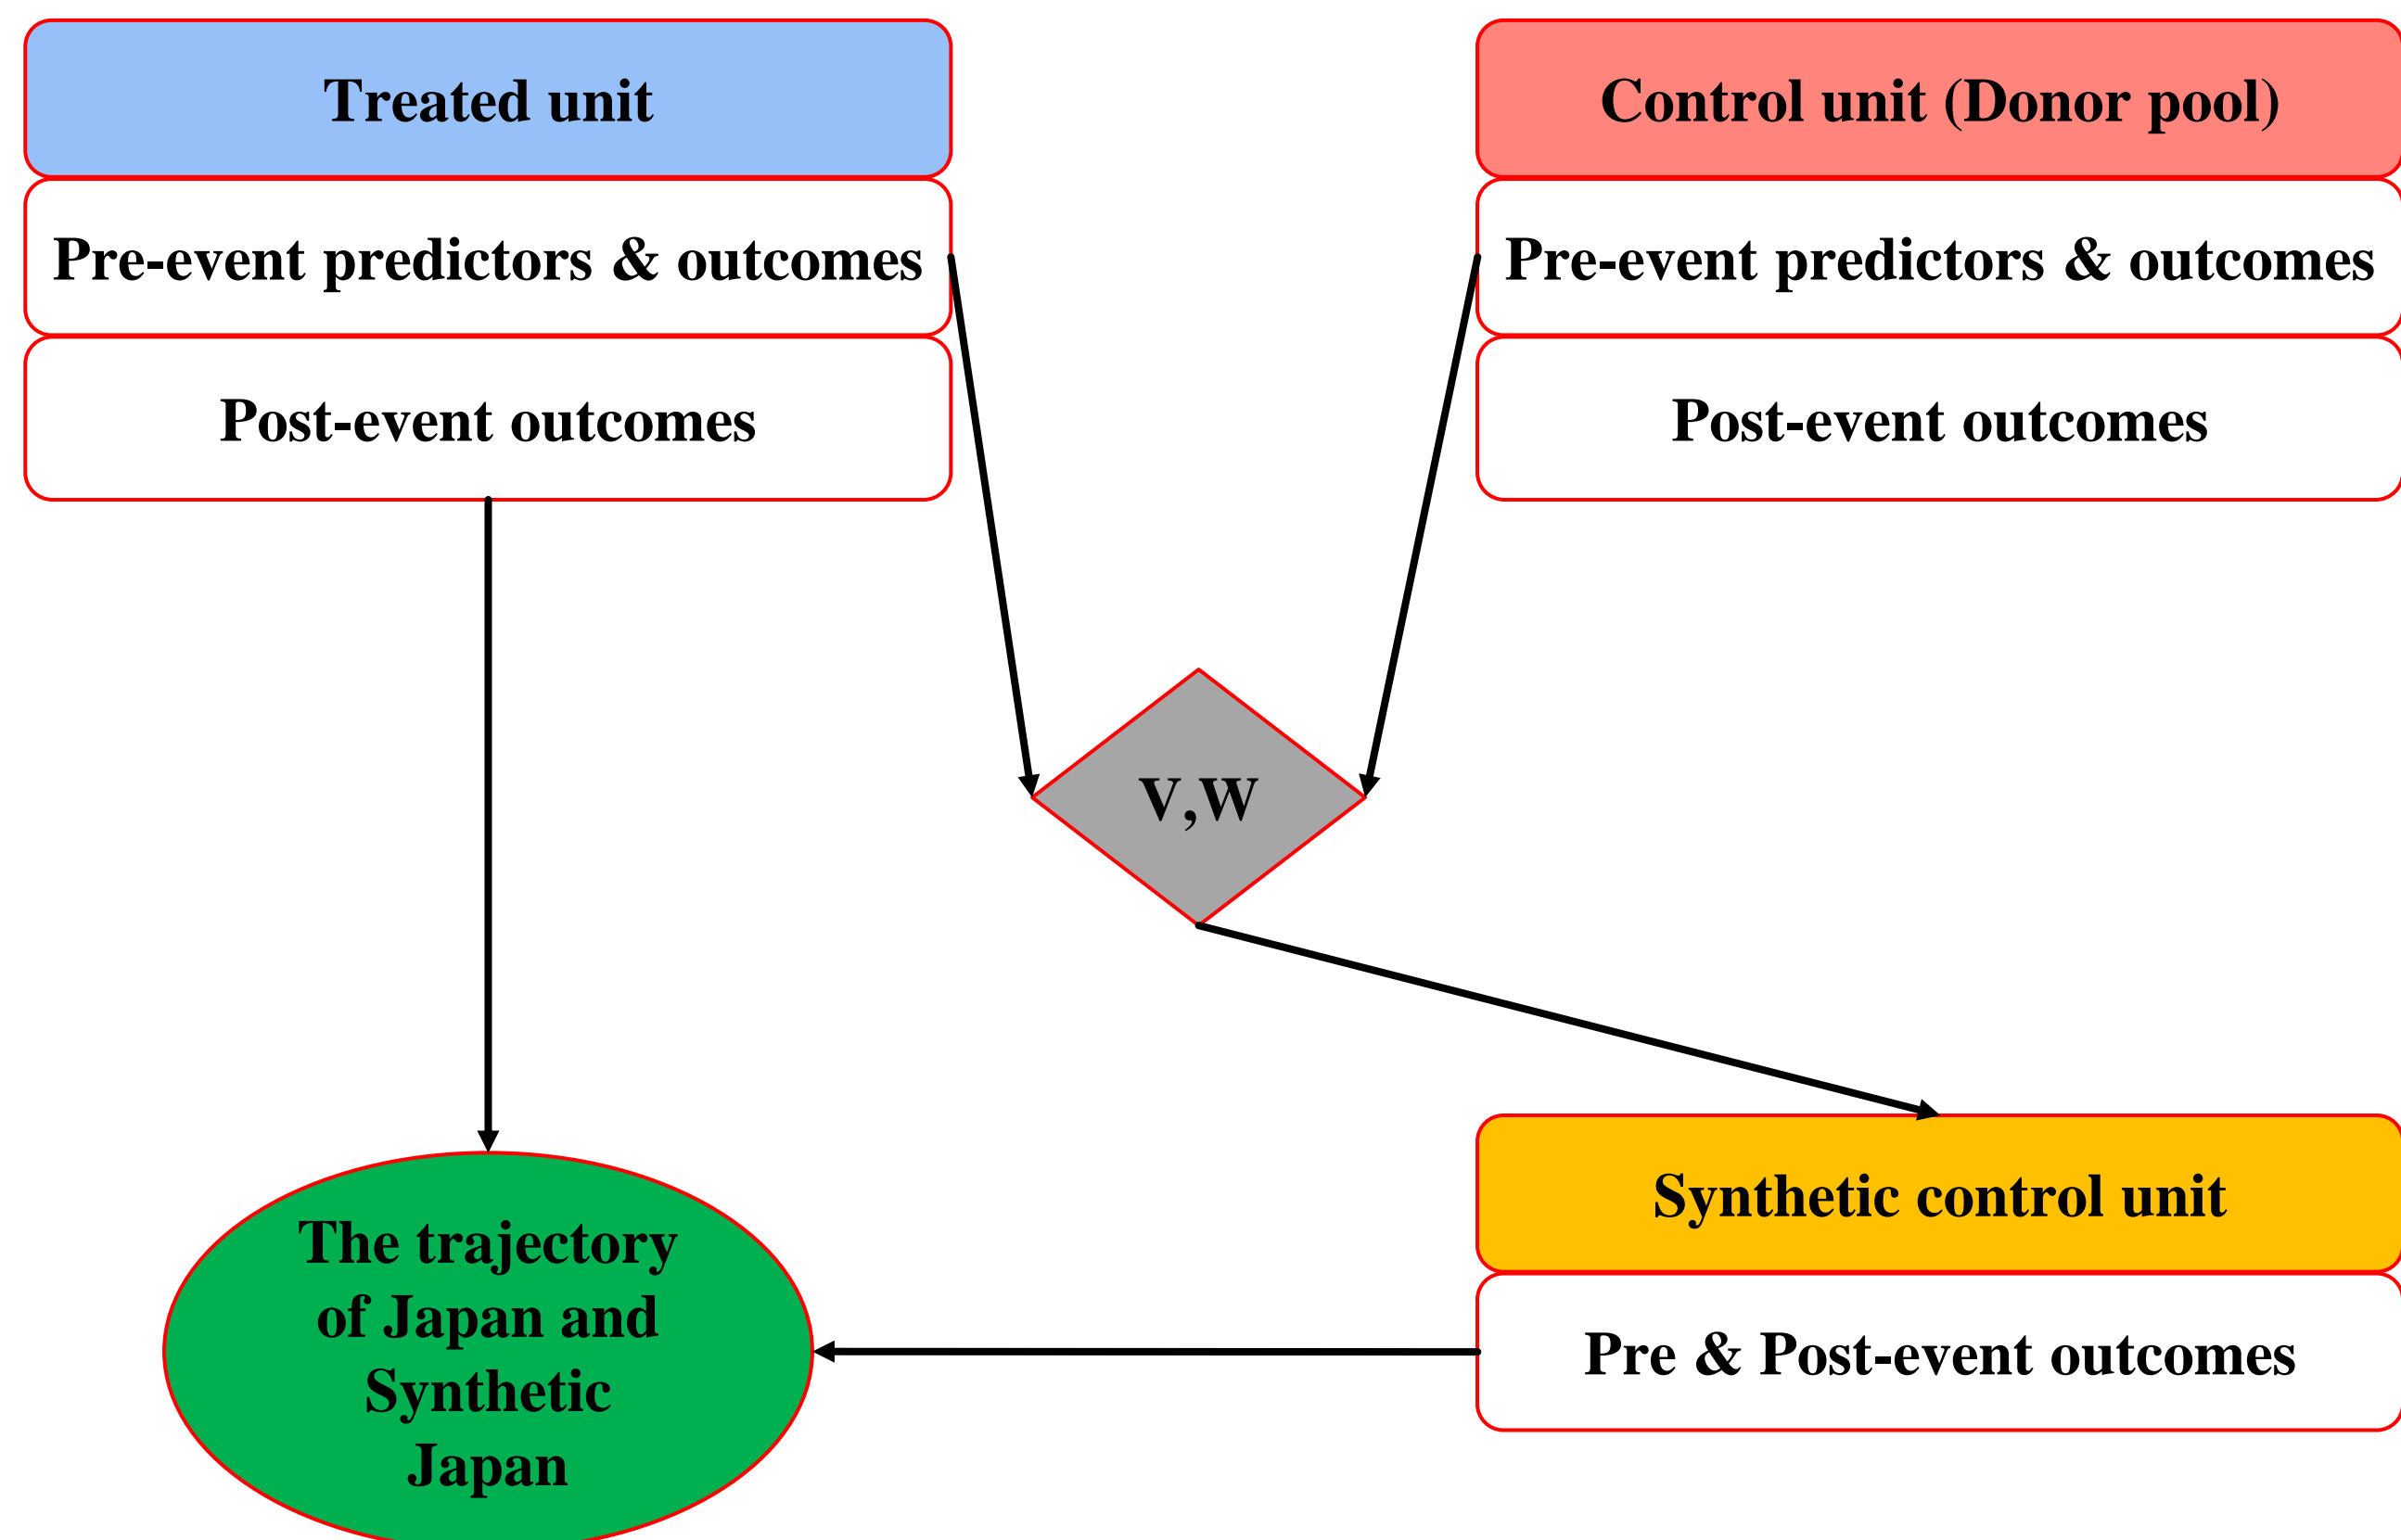 Treated unit
Pre-event predictors & outcomes
Post-event outcomes
Control unit (Donor pool)
Pre-event predictors & outcomes
Post-event outcomes
V,W
Synthetic control unit
Pre & Post-event outcomes
The trajectory
of Japan and
Synthetic
Japan